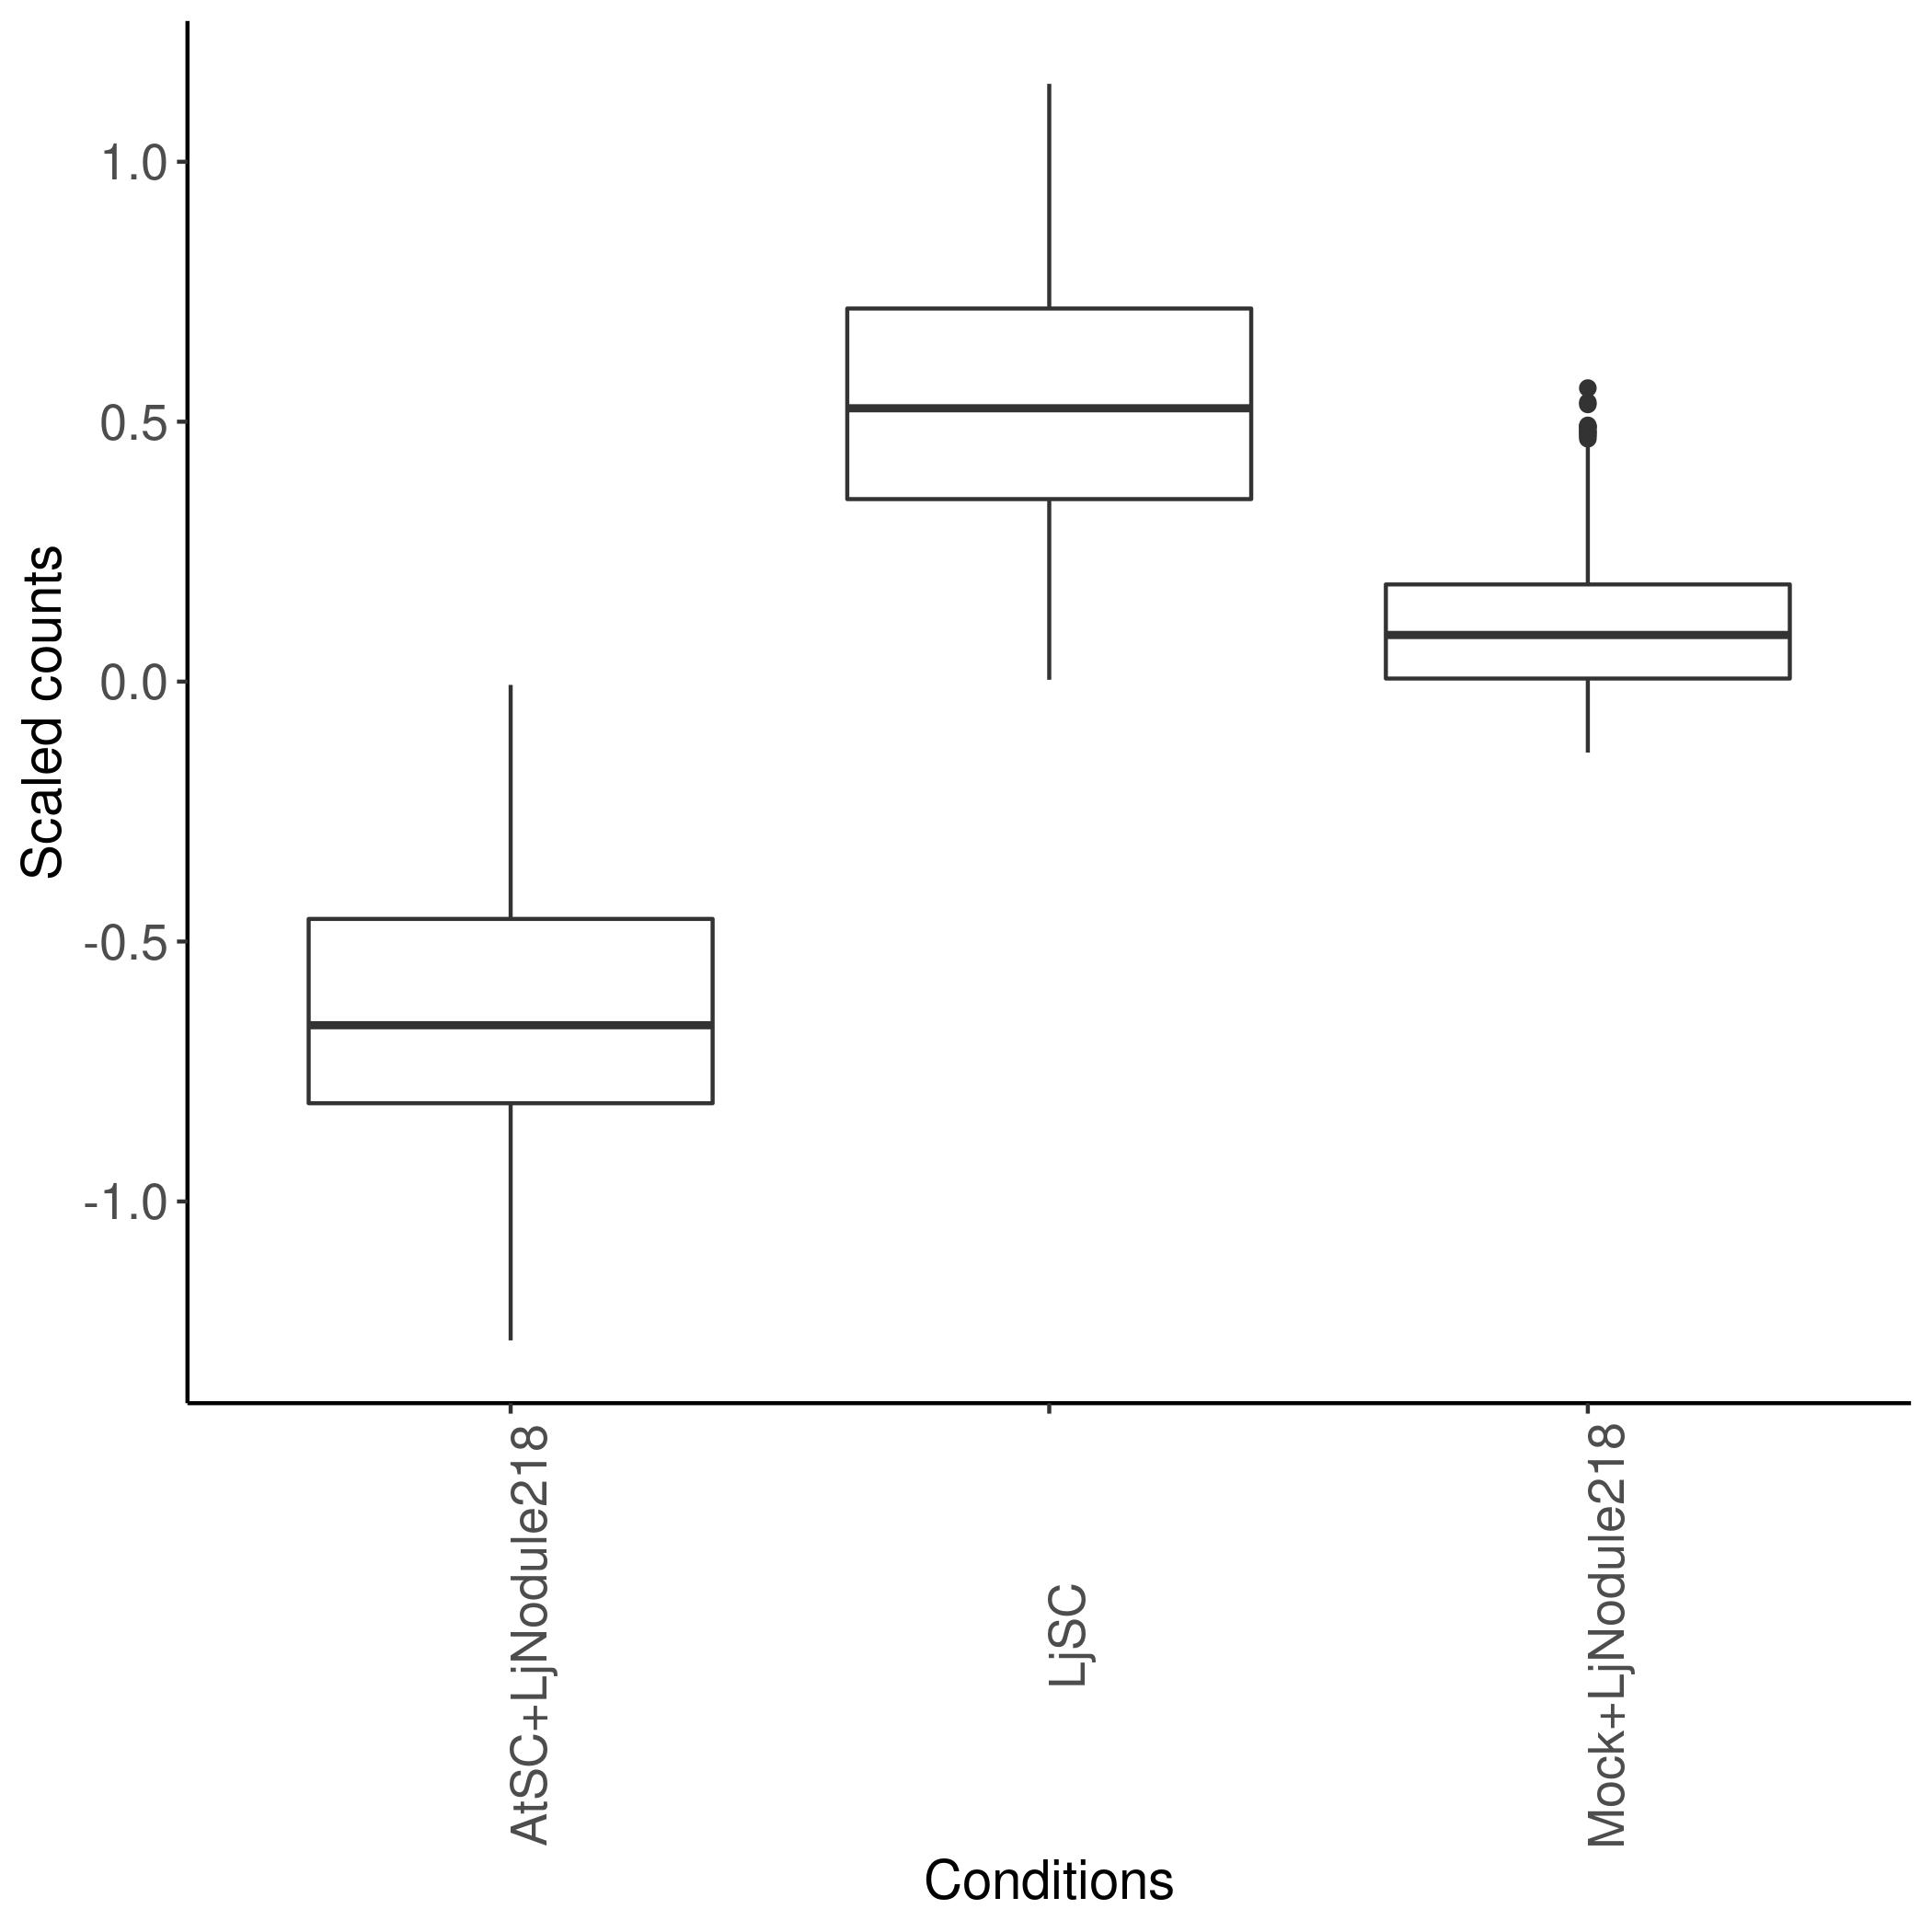 Scaled counts
1.0
0.5
0.0
-0.5
-1.0
AtSC+LjNodule218
LjSC
Mock+LjNodule218
Conditions